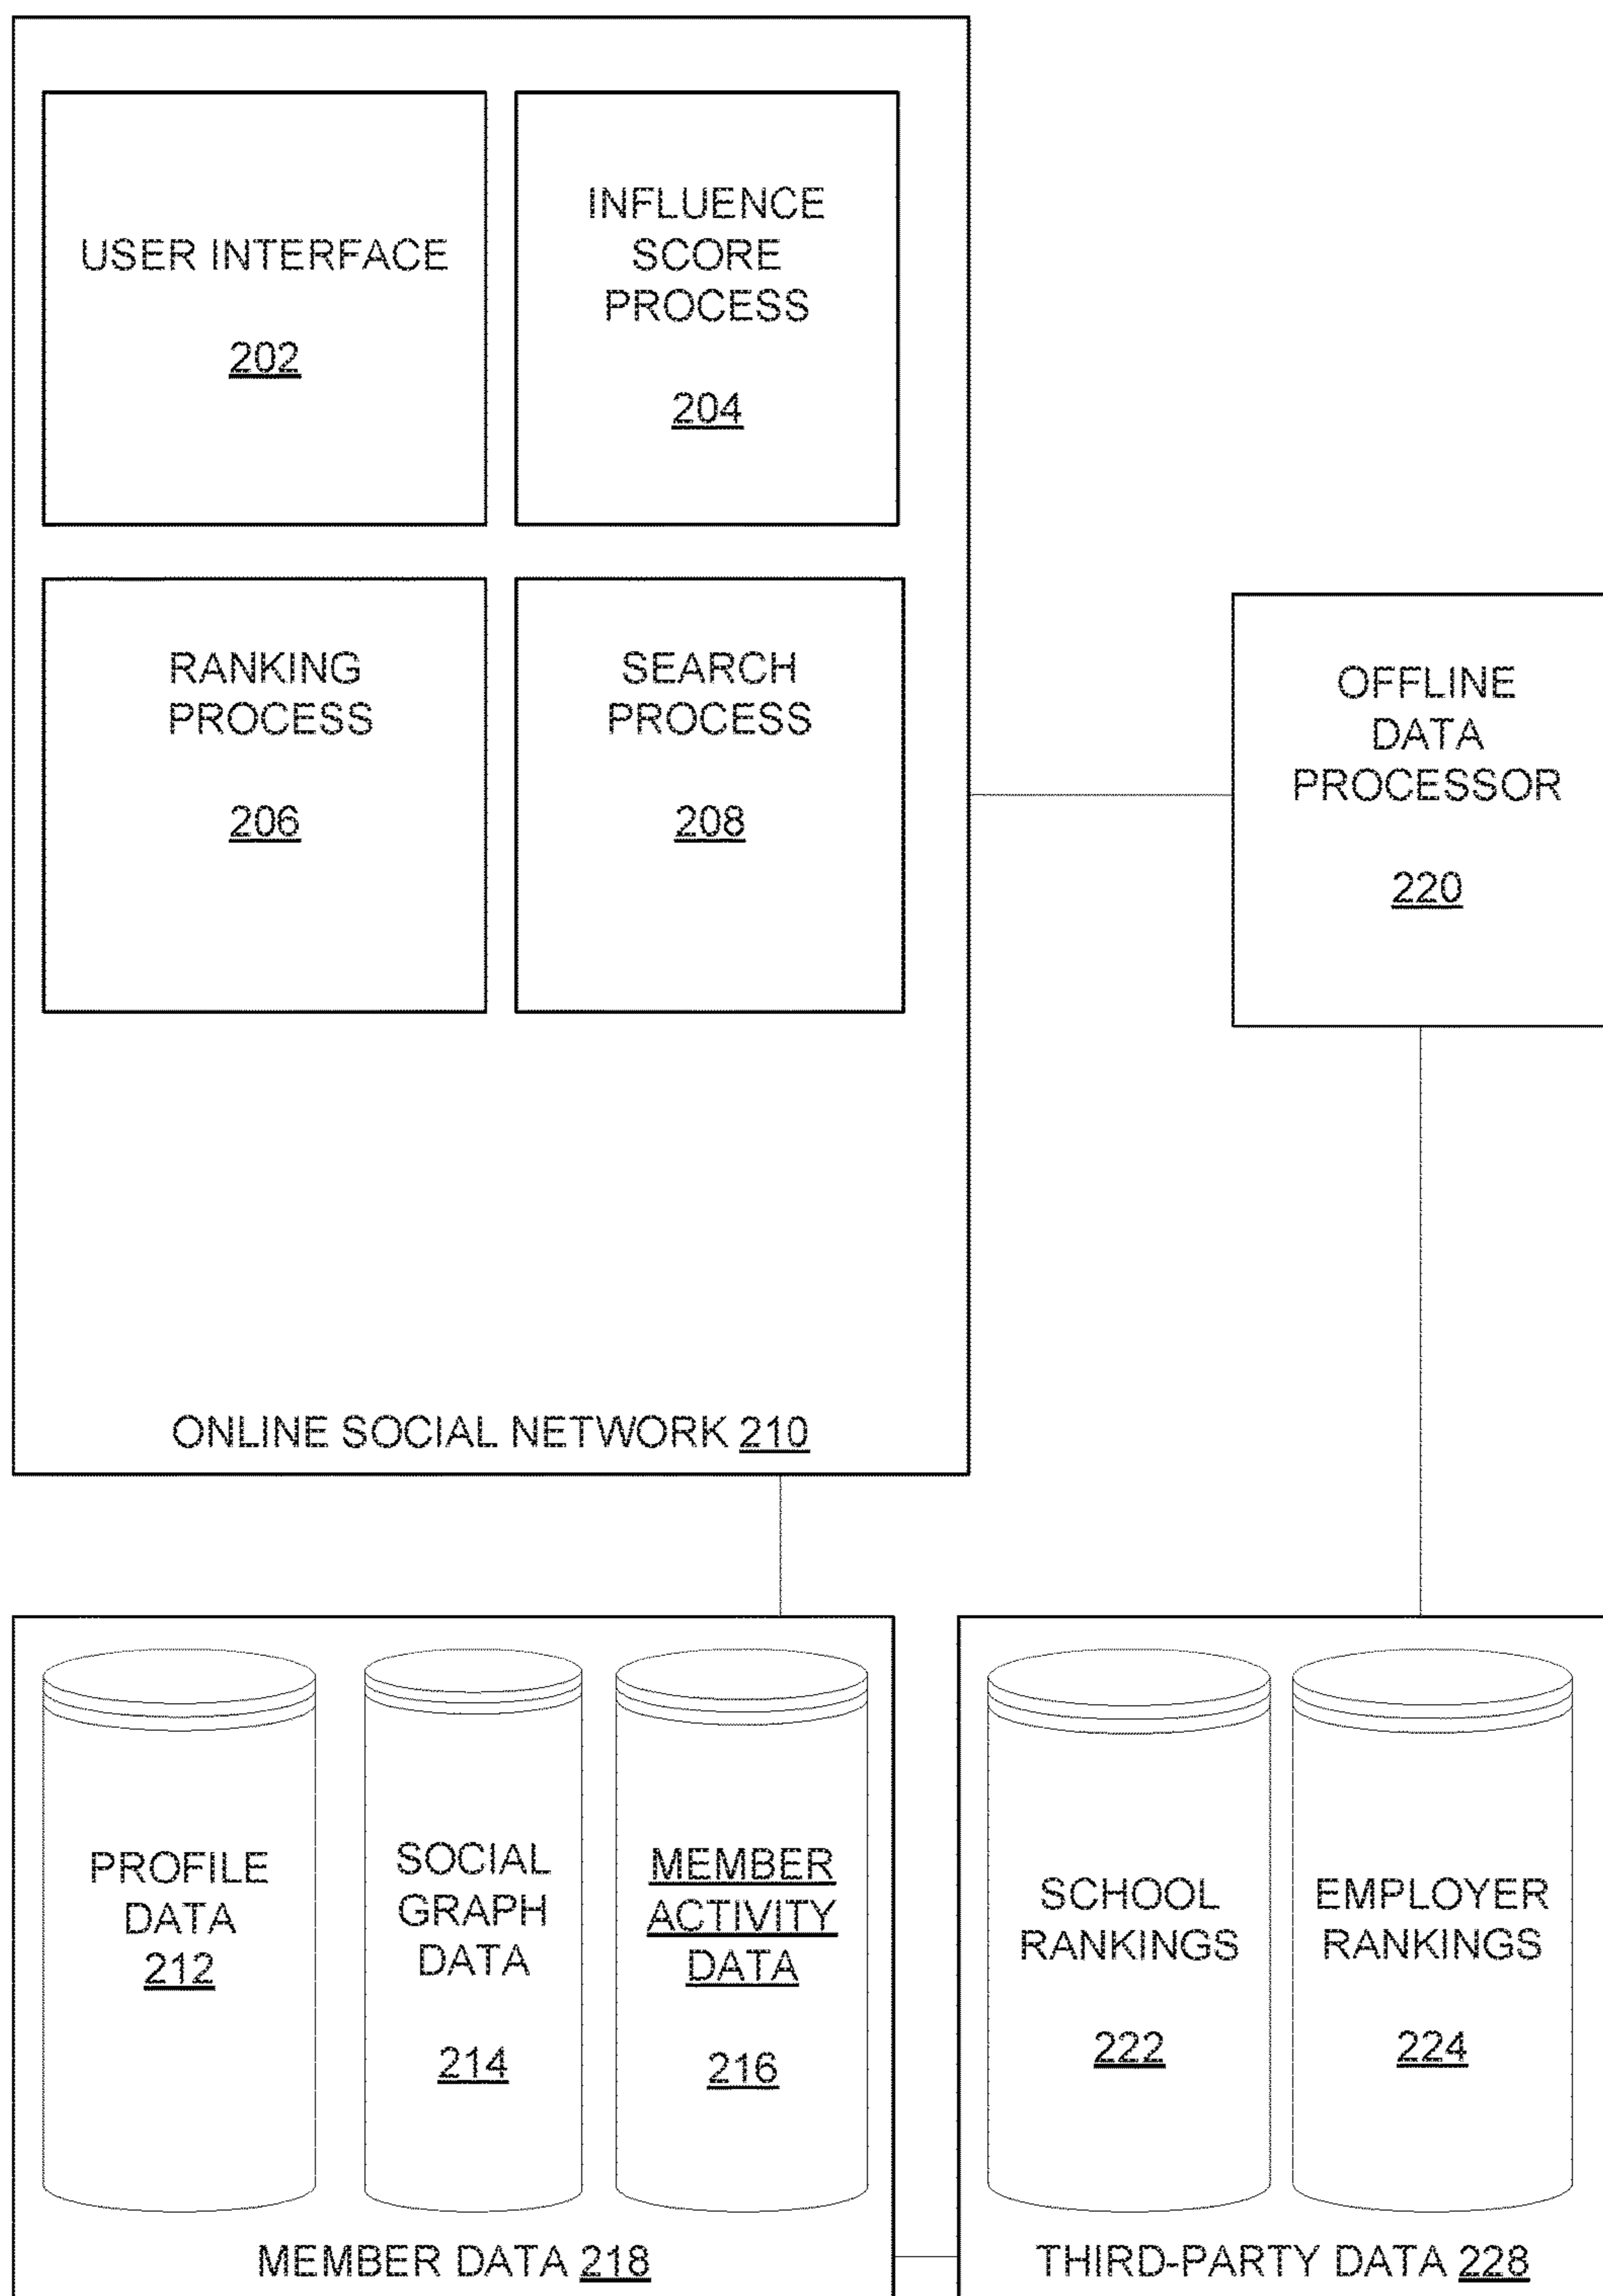 USER INTERFACE
202
INFLUENCE
SCORE
PROCESS
204
RANKING
PROCESS
206
SEARCH
PROCESS
208
OFFLINE
DATA
PROCESSOR
220
ONLINE SOCIAL NETWORK 210
PROFILE
DATA
212
SOCIAL
GRAPH
DATA
214
MEMBER
ACTIVITY
DATA
216
MEMBER DATA 218
SCHOOL
RANKINGS
222
EMPLOYER
RANKINGS
224
THIRD-PARTY DATA 228